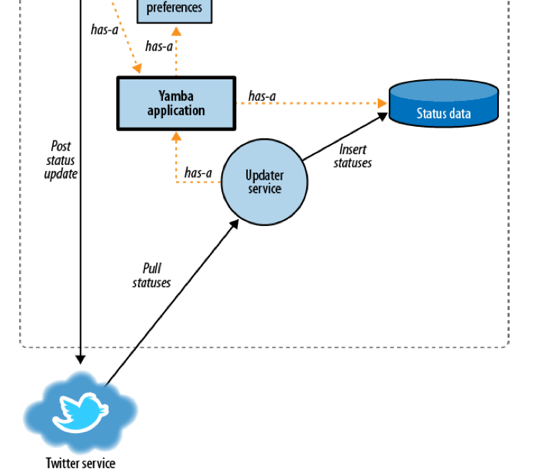 preferences
has-a
has-a
Yamba
application
has-a
Status data
Post
status
update
Insert
statuses
has-a
Updater
service
Pull
statuses
Twitter service